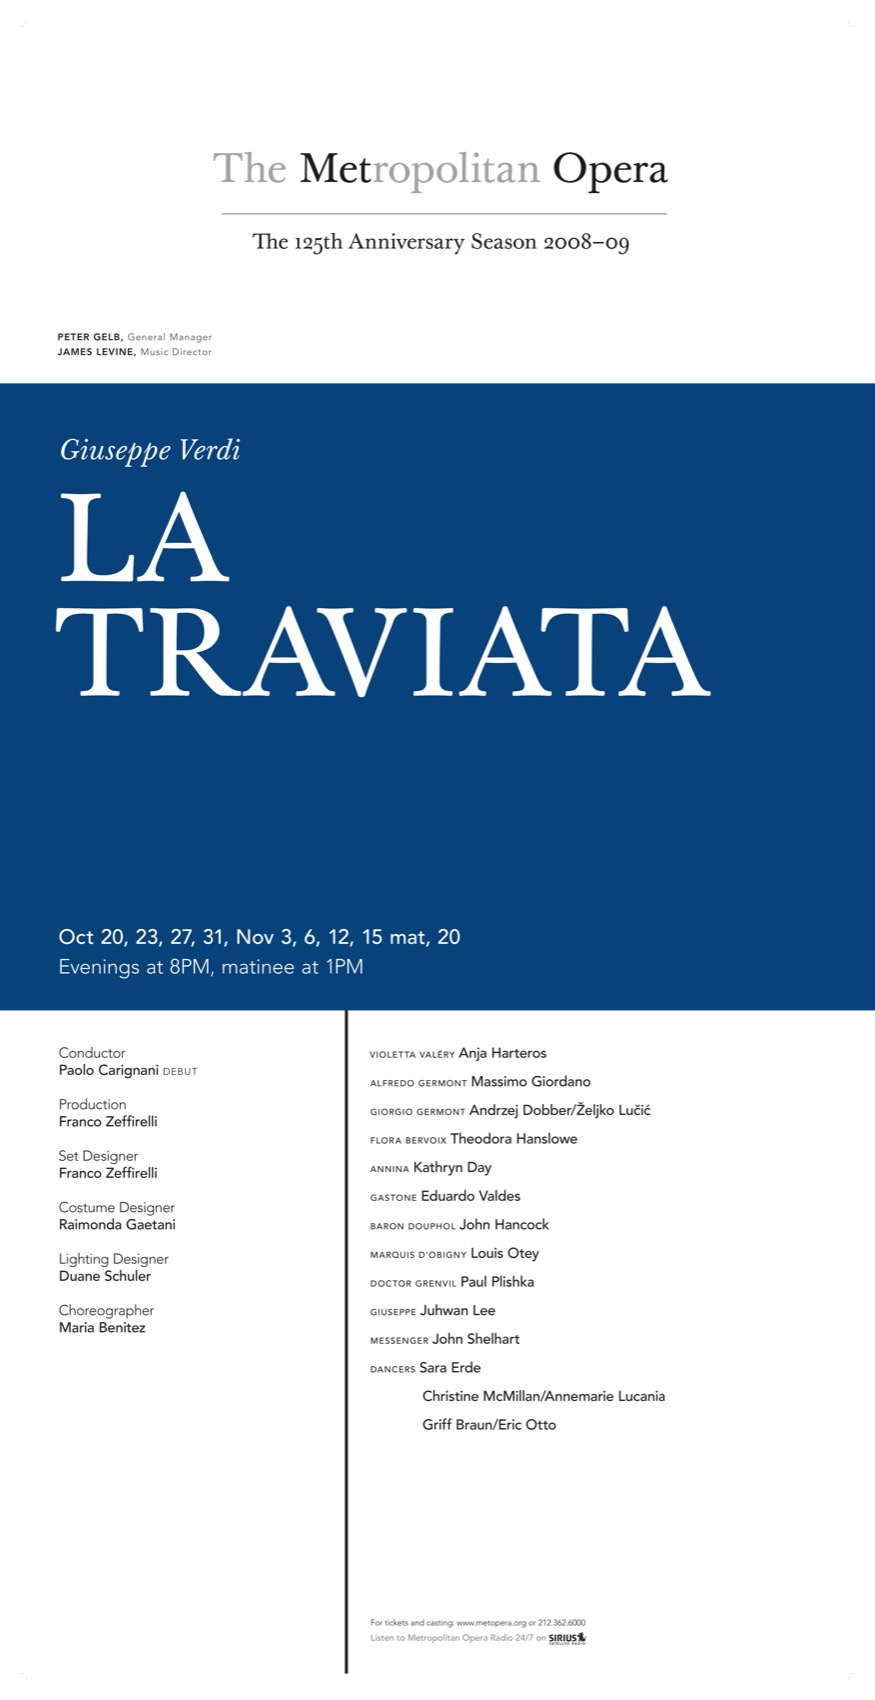 The Metropolitan Opera
The 125th Anniversary Season 2008–09
PETER GELB, General Manager
JAMES LEVINE, Music Director
Giuseppe Verdi
LA
TRAVIATA
Oct 20, 23, 27, 31, Nov 3, 6, 12, 15 mat, 20
Evenings at 8PM, matinee at 1PM
Conductor
Paolo Carignani DEBUT
Production
Franco Zeffirelli
Set Designer
Franco Zeffirelli
Costume Designer
Raimonda Gaetani
Lighting Designer
Duane Schuler
Choreographer
Maria Benitez
VIOLETTA VALÉRY Anja Harteros
ALFREDO GERMONT Massimo Giordano
GIORGIO GERMONT Andrzej Dobber/Željko Lučić
FLORA BERVOIX Theodora Hanslowe
ANNINA Kathryn Day
GASTONE Eduardo Valdes
BARON DOUPHOL John Hancock
MARQUIS D'OBIGNY Louis Otey
DOCTOR GRENVIL Paul Plishka
GIUSEPPE Juhwan Lee
MESSENGER John Shelhart
DANCERS Sara Erde
Christine McMillan/Annemarie Lucania
Griff Braun/Eric Otto
For tickets and casting: www.metopera.org or 212.362.6000
Listen to Metropolitan Opera Radio 24/7 on SIRIUS
SATELLITE RADIO